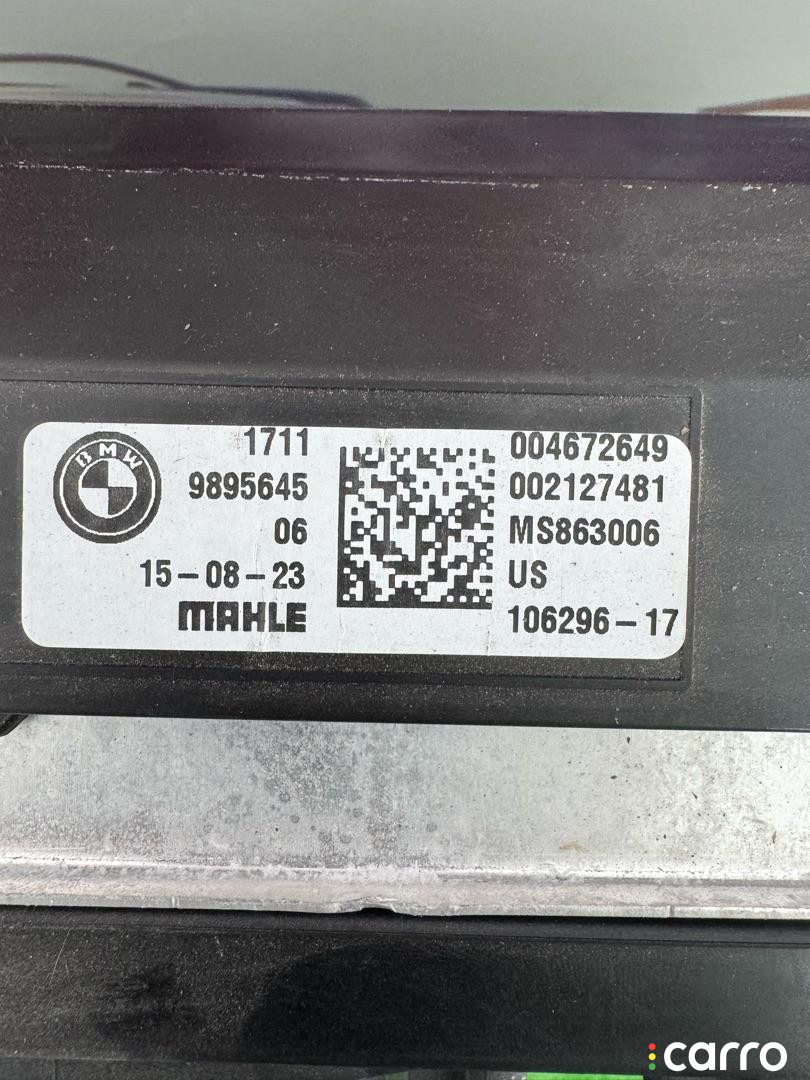 BMW
1711
9895645
06
15-08-23
MAHLE
004672649
002127481
MS863006
US
106296-17
carro